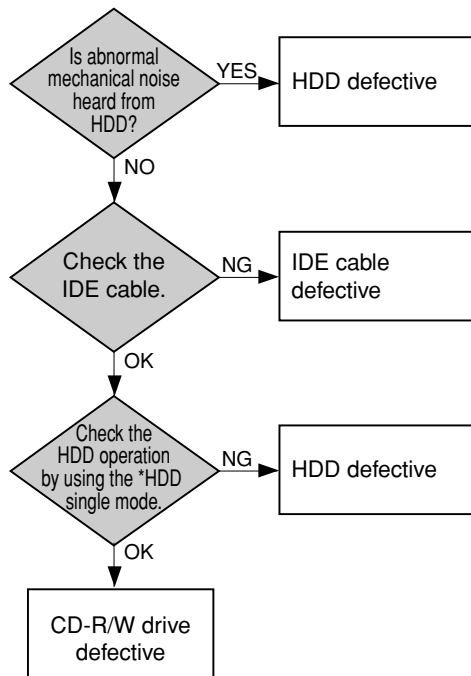 Is abnormal
mechanical noise
heard from
HDD?
YES
HDD defective
NO
Check the
IDE cable.
NG
IDE cable
defective
OK
Check the
HDD operation
by using the *HDD
single mode.
NG
HDD defective
OK
CD-R/W drive
defective